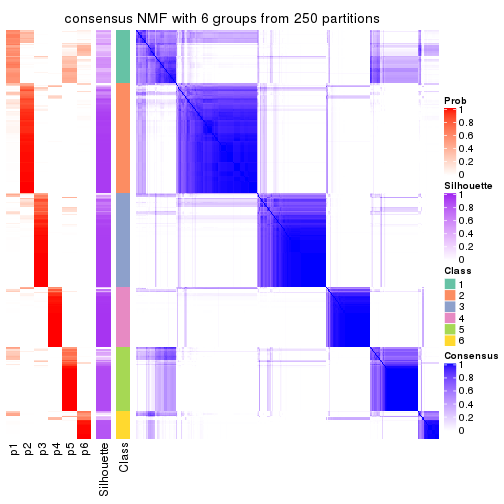 consensus NMF with 6 groups from 250 partitions
Prob
1
0.8
0.6
0.4
0.2
0
Silhouette
1
0.8
0.6
0.4
0.2
0
Class
1
2
3
4
5
6
Consensus
1
0.8
0.6
0.4
0.2
0
p1
p2
p3
p4
p5
p6
Silhouette
Class